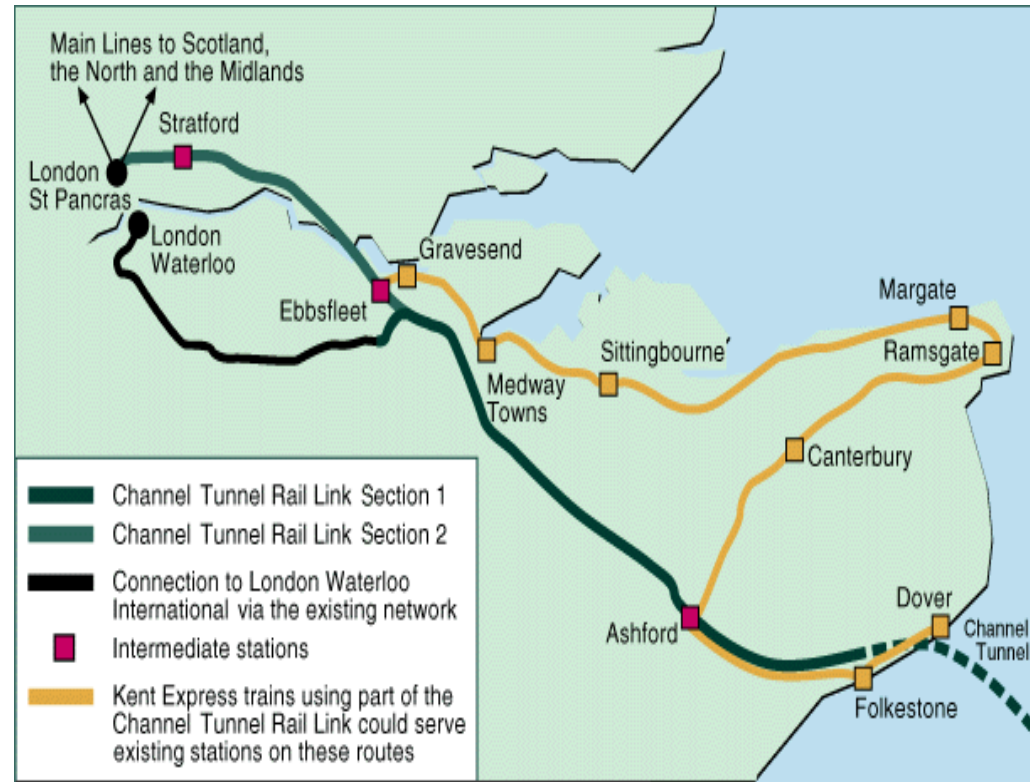 Main Lines to Scotland,
the North and the Midlands
Stratford
London
St Pancras
London
Waterloo
Gravesend
Ebbsfleet
Margate
Sittingbourne
Ramsgate
Medway
Towns
Canterbury
Channel Tunnel Rail Link Section 1
Channel Tunnel Rail Link Section 2
Connection to London Waterloo
International via the existing network
Intermediate stations
Kent Express trains using part of the
Channel Tunnel Rail Link could serve
existing stations on these routes
Dover
Ashford
Channel
Tunnel
Folkestone